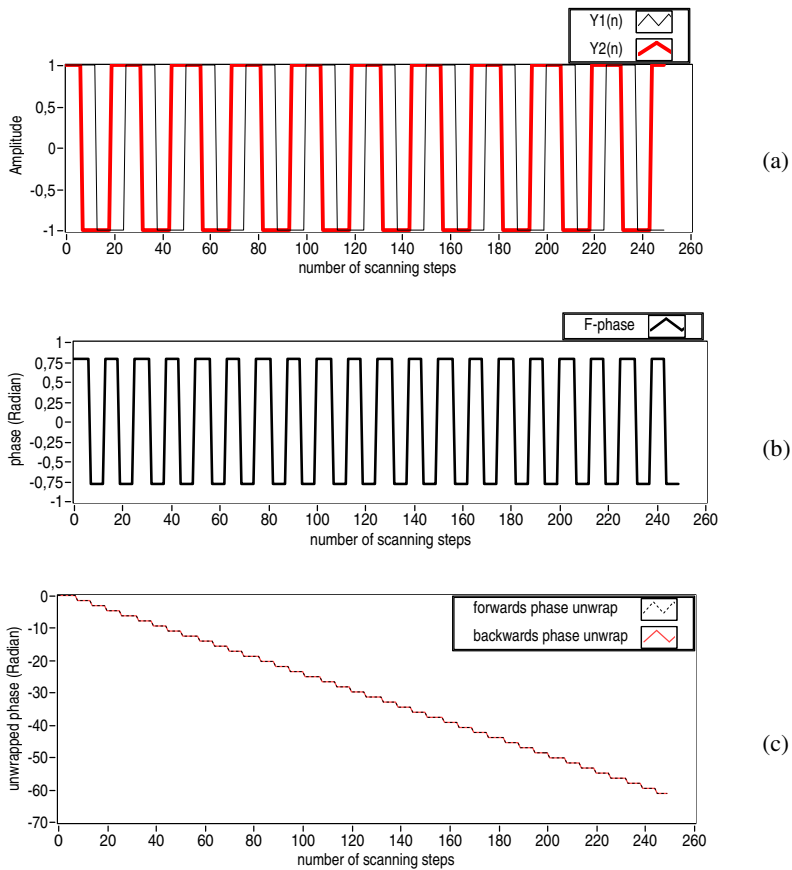 Y1(n)
Y2(n)
1
0,5
0
-0,5
-1
Amplitude
0 20 40 60 80 100 120 140 160 180 200 220 240 260
number of scanning steps
(a)
F-phase
1
0,75
0,5
0,25
0
-0,25
-0,5
-0,75
-1
phase (Radian)
0 20 40 60 80 100 120 140 160 180 200 220 240 260
number of scanning steps
(b)
forwards phase unwrap
backwards phase unwrap
0
-10
-20
-30
-40
-50
-60
-70
unwrapped phase (Radian)
0 20 40 60 80 100 120 140 160 180 200 220 240 260
number of scanning steps
(c)